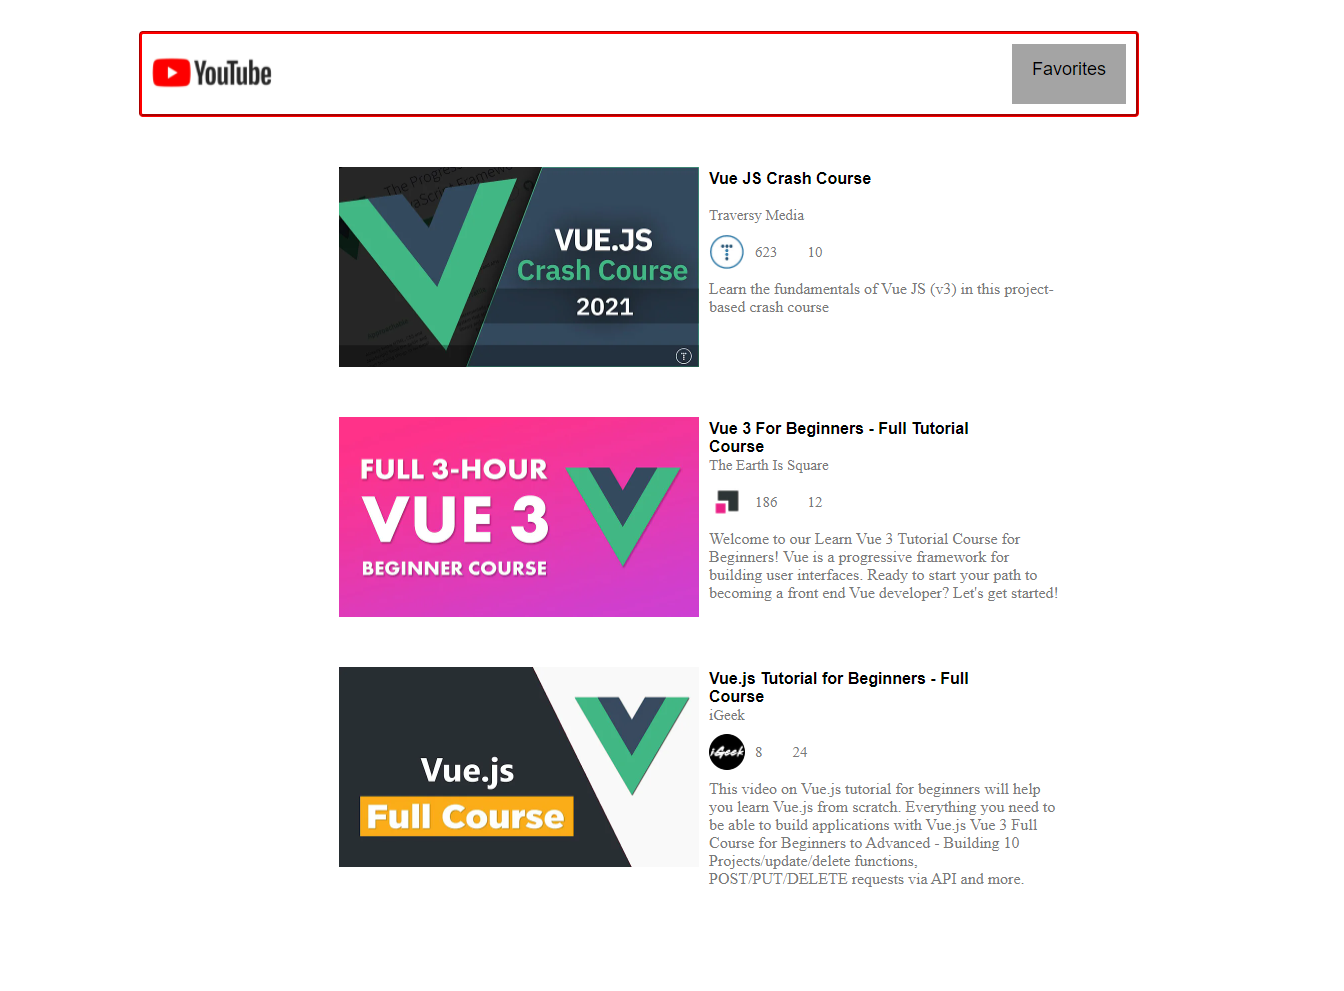 YouTube
Favorites
The Progres
aScript Framework
VUE.JS
Crash Course
2021
T
Vue JS Crash Course
Traversy Media
T
623 10
Learn the fundamentals of Vue JS (v3) in this project-
based crash course
FULL 3-HOUR
VUE 3
BEGINNER COURSE
Vue 3 For Beginners - Full Tutorial
Course
The Earth Is Square
186 12
Welcome to our Learn Vue 3 Tutorial Course for
Beginners! Vue is a progressive framework for
building user interfaces. Ready to start your path to
becoming a front end Vue developer? Let's get started!
Vue.js
Full Course
Vue.js Tutorial for Beginners - Full
Course
iGeek
iGeek
8 24
This video on Vue.js tutorial for beginners will help
you learn Vue.js from scratch. Everything you need to
be able to build applications with Vue.js Vue 3 Full
Course for Beginners to Advanced - Building 10
Projects/update/delete functions,
POST/PUT/DELETE requests via API and more.